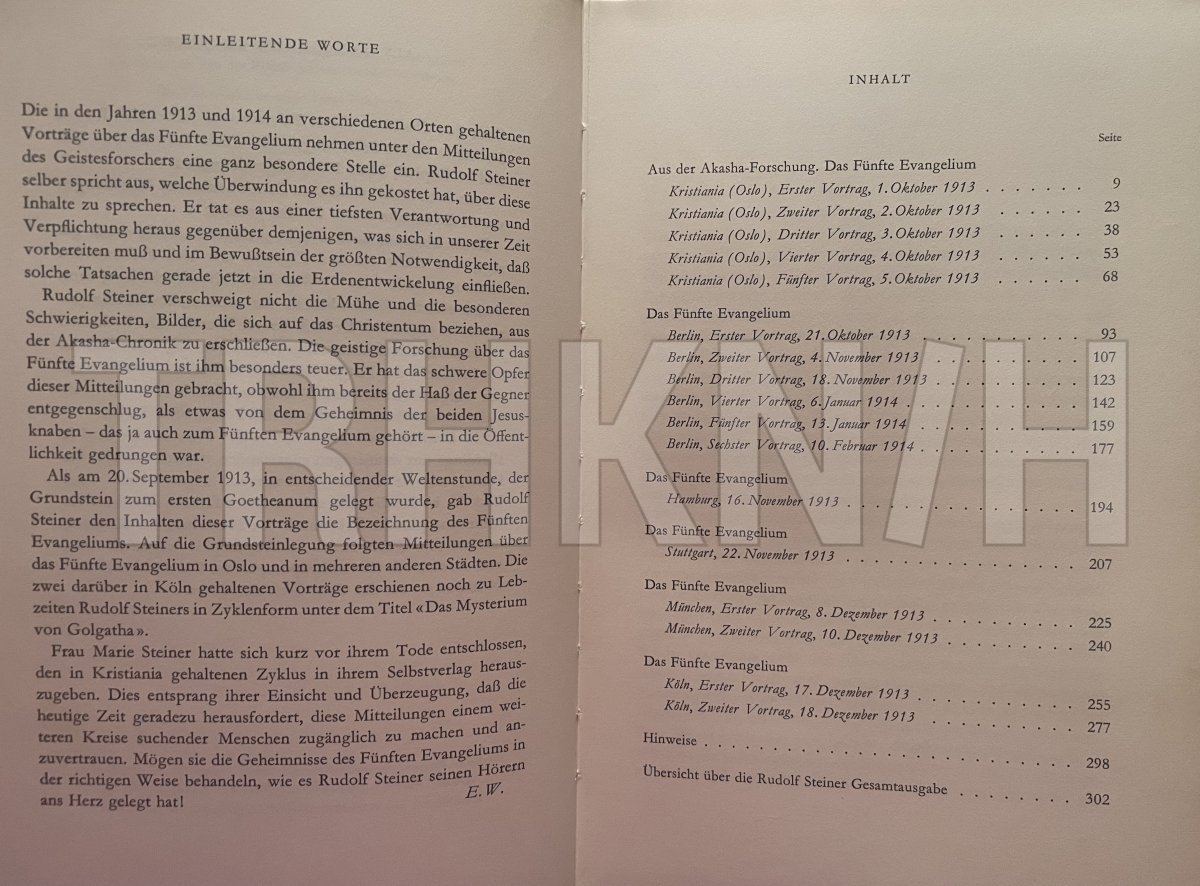 EINLEITENDE WORTE
Die in den Jahren 1913 und 1914 an verschiedenen Orten gehaltenen
Vorträge über das Fünfte Evangelium nehmen unter den Mitteilungen
des Geistesforschers eine ganz besondere Stelle ein. Rudolf Steiner
selber spricht aus, welche Überwindung es ihn gekostet hat, über diese
Inhalte zu sprechen. Er tat es aus einer tiefsten Verantwortung und
Verpflichtung heraus gegenüber demjenigen, was sich in unserer Zeit
vorbereiten muß und im Bewußtsein der größten Notwendigkeit, daß
solche Tatsachen gerade jetzt in die Erdenentwickelung einfließen.
Rudolf Steiner verschweigt nicht die Mühe und die besonderen
Schwierigkeiten, Bilder, die sich auf das Christentum beziehen, aus
der Akasha-Chronik zu erschließen. Die geistige Forschung über das
Fünfte Evangelium ist ihm besonders teuer. Er hat das schwere Opfer
dieser Mitteilungen gebracht, obwohl ihm bereits der Haß der Gegner
entgegenschlug, als etwas von dem Geheimnis der beiden Jesus-
knaben – das ja auch zum Fünften Evangelium gehört – in die Öffent-
lichkeit gedrungen war.
Als am 20. September 1913, in entscheidender Weltenstunde, der
Grundstein zum ersten Goetheanum gelegt wurde, gab Rudolf
Steiner den Inhalten dieser Vorträge die Bezeichnung des Fünften
Evangeliums. Auf die Grundsteinlegung folgten Mitteilungen über
das Fünfte Evangelium in Oslo und in mehreren anderen Städten. Die
zwei darüber in Köln gehaltenen Vorträge erschienen noch zu Leb-
zeiten Rudolf Steiners in Zyklenform unter dem Titel «Das Mysterium
von Golgatha».
Frau Marie Steiner hatte sich kurz vor ihrem Tode entschlossen,
den in Kristiania gehaltenen Zyklus in ihrem Selbstverlag heraus-
zugeben. Dies entsprang ihrer Einsicht und Überzeugung, daß die
heutige Zeit geradezu herausfordert, diese Mitteilungen einem wei-
teren Kreise suchender Menschen zugänglich zu machen und an-
zuvertrauen. Mögen sie die Geheimnisse des Fünften Evangeliums in
der richtigen Weise behandeln, wie es Rudolf Steiner seinen Hörern
ans Herz gelegt hat!
E. W.
INHALT
Seite
Aus der Akasha-Forschung. Das Fünfte Evangelium
Kristiania (Oslo), Erster Vortrag, 1. Oktober 1913 . . . . . . . 9
Kristiania (Oslo), Zweiter Vortrag, 2. Oktober 1913 . . . . . . 23
Kristiania (Oslo), Dritter Vortrag, 3. Oktober 1913 . . . . . . 38
Kristiania (Oslo), Vierter Vortrag, 4. Oktober 1913 . . . . . . 53
Kristiania (Oslo), Fünfter Vortrag, 5. Oktober 1913 . . . . . . 68
Das Fünfte Evangelium
Berlin, Erster Vortrag, 21. Oktober 1913 . . . . . . . . . . 93
Berlin, Zweiter Vortrag, 4. November 1913 . . . . . . . . . 107
Berlin, Dritter Vortrag, 18. November 1913 . . . . . . . . . 123
Berlin, Vierter Vortrag, 6. Januar 1914 . . . . . . . . . . 142
Berlin, Fünfter Vortrag, 13. Januar 1914 . . . . . . . . . . 159
Berlin, Sechster Vortrag, 10. Februar 1914 . . . . . . . . . 177
Das Fünfte Evangelium
Hamburg, 16. November 1913 . . . . . . . . . . . . . 194
Das Fünfte Evangelium
Stuttgart, 22. November 1913 . . . . . . . . . . . . . 207
Das Fünfte Evangelium
München, Erster Vortrag, 8. Dezember 1913 . . . . . . . . . 225
München, Zweiter Vortrag, 10. Dezember 1913 . . . . . . . . 240
Das Fünfte Evangelium
Köln, Erster Vortrag, 17. Dezember 1913 . . . . . . . . . . 255
Köln, Zweiter Vortrag, 18. Dezember 1913 . . . . . . . . . 277
Hinweise . . . . . . . . . . . . . . . . . . . . 298
Übersicht über die Rudolf Steiner Gesamtausgabe . . . . . . . . 302
TRHKN/H